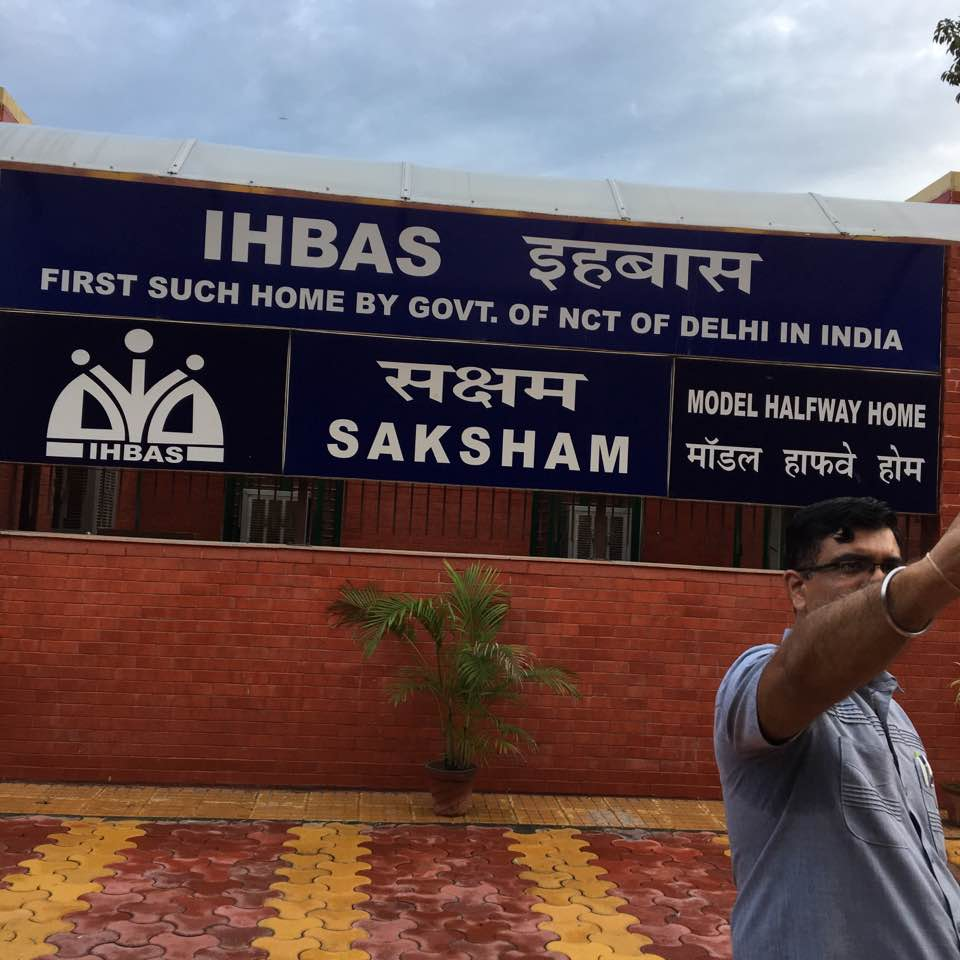 IHBAS इहबास
FIRST SUCH HOME BY GOVT. OF NCT OF DELHI IN INDIA
IHBAS
सक्षम
SAKSHAM
MODEL HALFWAY HOME
मॉडल हाफवे होम